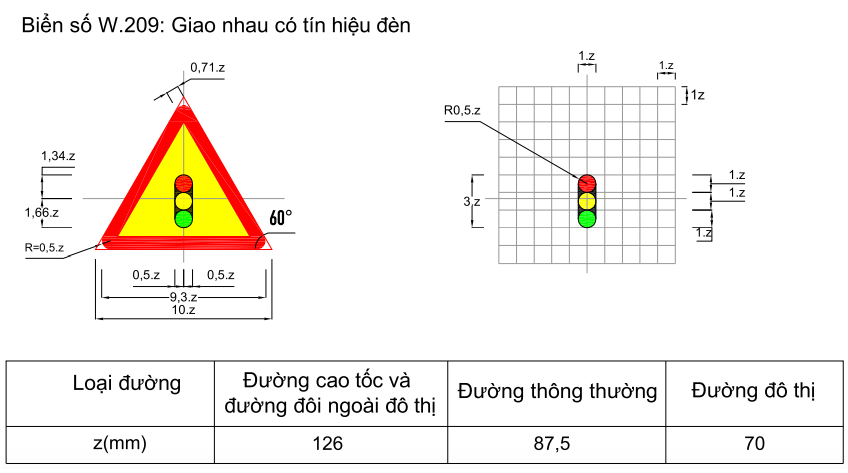 Biển số W.209: Giao nhau có tín hiệu đèn
0,71.z
1,34.z
1,66.z
60°
R=0,5.z
0,5.z 0,5.z
9,3.z
10.z
1.z
1.z
1z
R0,5.z
3.z
1.z
1.z
1.z
Loại đường
Đường cao tốc và
đường đôi ngoài đô thị
Đường thông thường
Đường đô thị
z(mm) 126 87,5 70